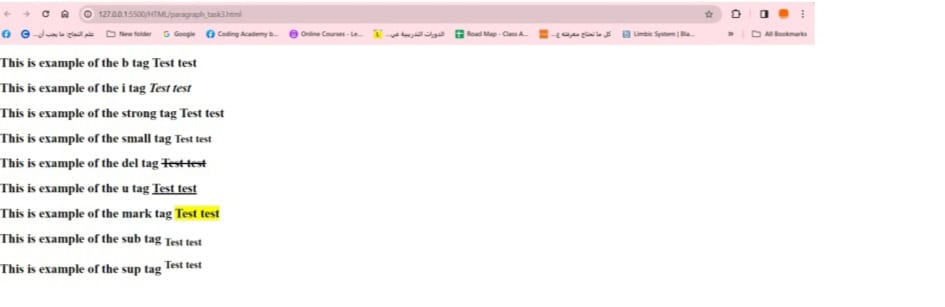 127.0.0.1:5500/HTML/paragraph_task3.html
علم النجاح: ما يجب أن...
New folder
Google
Coding Academy b...
Online Courses - Le...
الدورات التدريبية في...
Road Map - Class A...
كل ما تحتاج معرفته ع...
Limbic System | Bla...
»
All Bookmarks
This is example of the b tag Test test
This is example of the i tag Test test
This is example of the strong tag Test test
This is example of the small tag Test test
This is example of the del tag Test test
This is example of the u tag Test test
This is example of the mark tag Test test
This is example of the sub tag Test test
This is example of the sup tag Test test